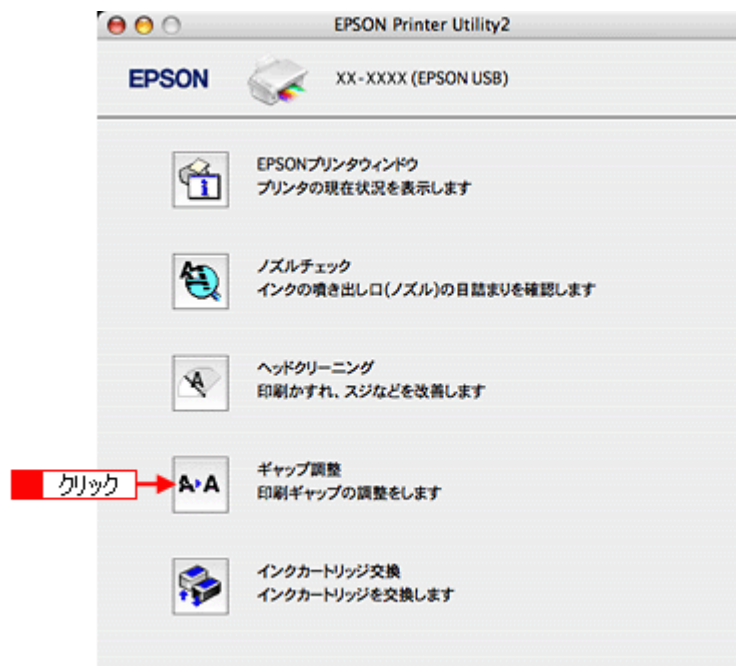 EPSON Printer Utility2
EPSON
XX-XXXX (EPSON USB)
EPSONプリンタウィンドウ
プリンタの現在状況を表示します
ノズルチェック
インクの噴き出し口(ノズル)の目詰まりを確認します
ヘッドクリーニング
印刷かすれ、スジなどを改善します
クリック
A▸A
ギャップ調整
印刷ギャップの調整をします
インクカートリッジ交換
インクカートリッジを交換します